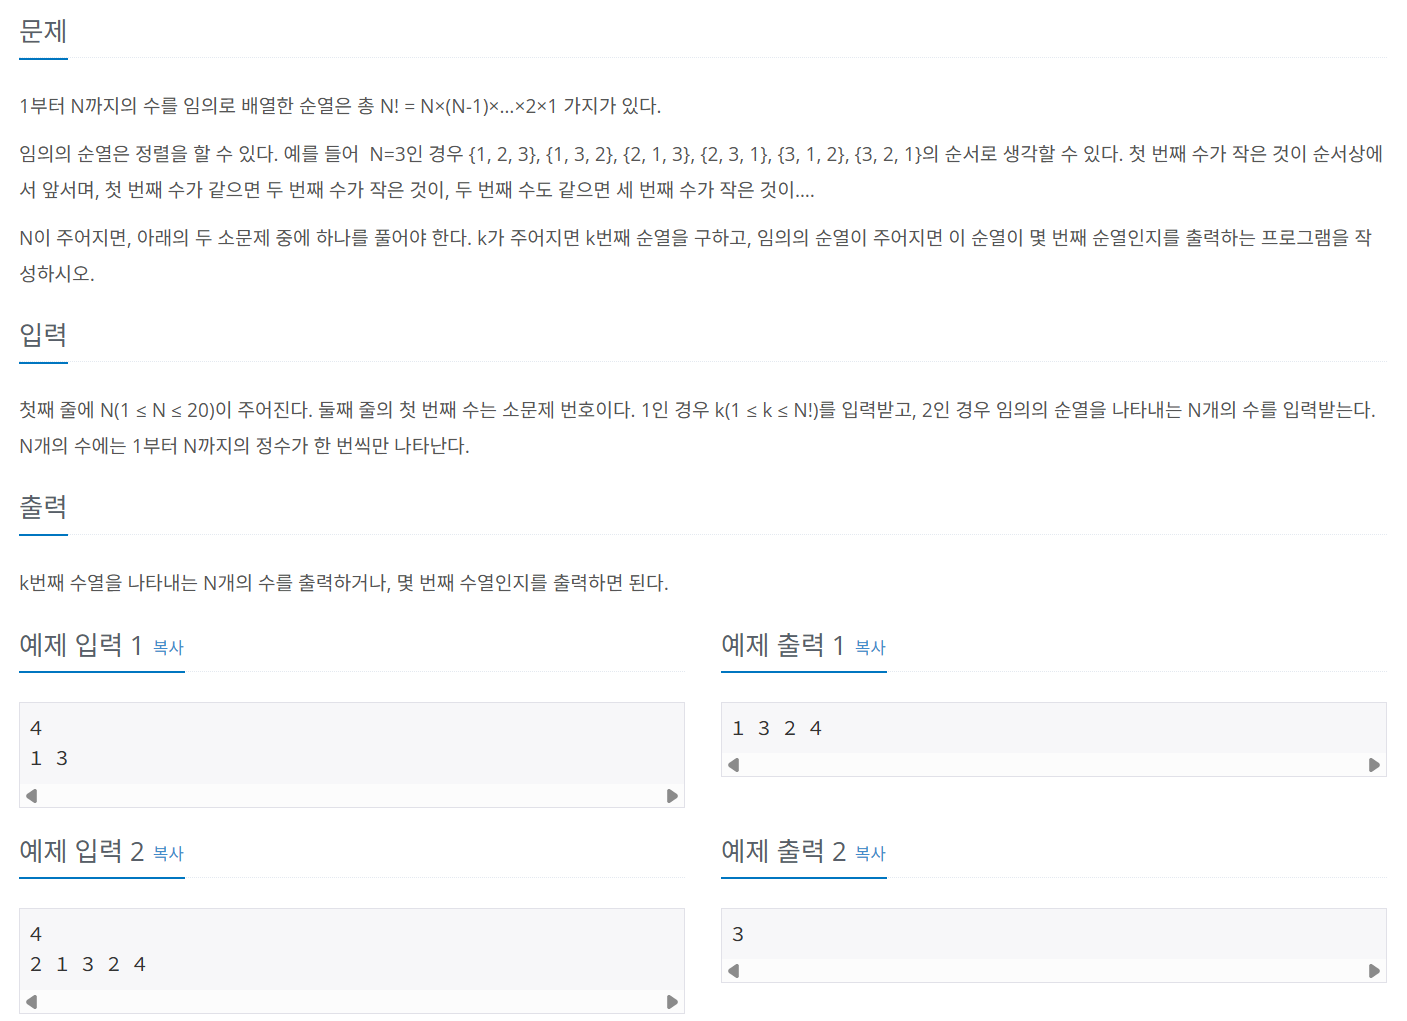 문제
1부터 N까지의 수를 임의로 배열한 순열은 총 N! = N×(N-1)×…×2×1 가지가 있다.
임의의 순열은 정렬을 할 수 있다. 예를 들어  N=3인 경우 {1, 2, 3}, {1, 3, 2}, {2, 1, 3}, {2, 3, 1}, {3, 1, 2}, {3, 2, 1}의 순서로 생각할 수 있다. 첫 번째 수가 작은 것이 순서상에
서 앞서며, 첫 번째 수가 같으면 두 번째 수가 작은 것이, 두 번째 수도 같으면 세 번째 수가 작은 것이….
N이 주어지면, 아래의 두 소문제 중에 하나를 풀어야 한다. k가 주어지면 k번째 순열을 구하고, 임의의 순열이 주어지면 이 순열이 몇 번째 순열인지를 출력하는 프로그램을 작
성하시오.
입력
첫째 줄에 N(1 ≤ N ≤ 20)이 주어진다. 둘째 줄의 첫 번째 수는 소문제 번호이다. 1인 경우 k(1 ≤ k ≤ N!)를 입력받고, 2인 경우 임의의 순열을 나타내는 N개의 수를 입력받는다.
N개의 수에는 1부터 N까지의 정수가 한 번씩만 나타난다.
출력
k번째 수열을 나타내는 N개의 수를 출력하거나, 몇 번째 수열인지를 출력하면 된다.
예제 입력 1 복사
4
1 3
예제 출력 1 복사
1 3 2 4
예제 입력 2 복사
4
2 1 3 2 4
예제 출력 2 복사
3